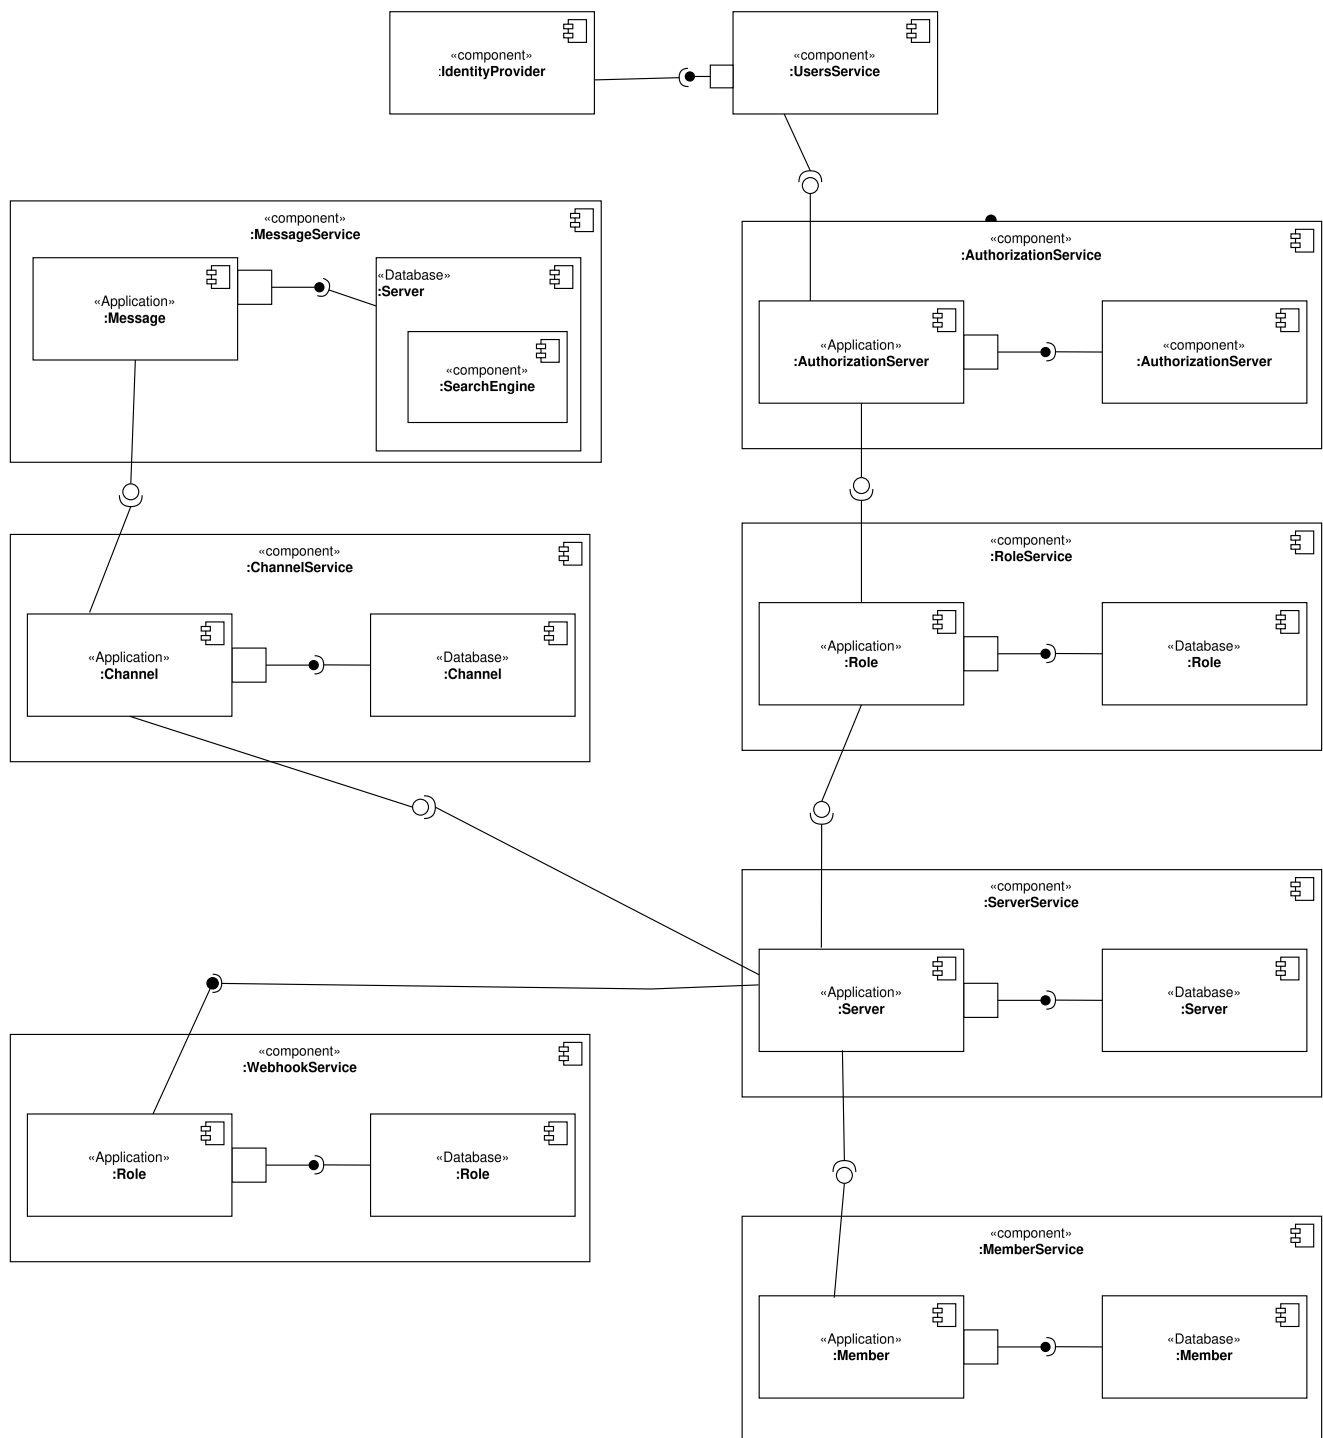 «component»
:IdentityProvider
«component»
:UsersService
«component»
:MessageService
«Application»
:Message
«Database»
:Server
«component»
:SearchEngine
«component»
:AuthorizationService
«Application»
:AuthorizationServer
«component»
:AuthorizationServer
«component»
:ChannelService
«Application»
:Channel
«Database»
:Channel
«component»
:RoleService
«Application»
:Role
«Database»
:Role
«component»
:ServerService
«Application»
:Server
«Database»
:Server
«component»
:WebhookService
«Application»
:Role
«Database»
:Role
«component»
:MemberService
«Application»
:Member
«Database»
:Member